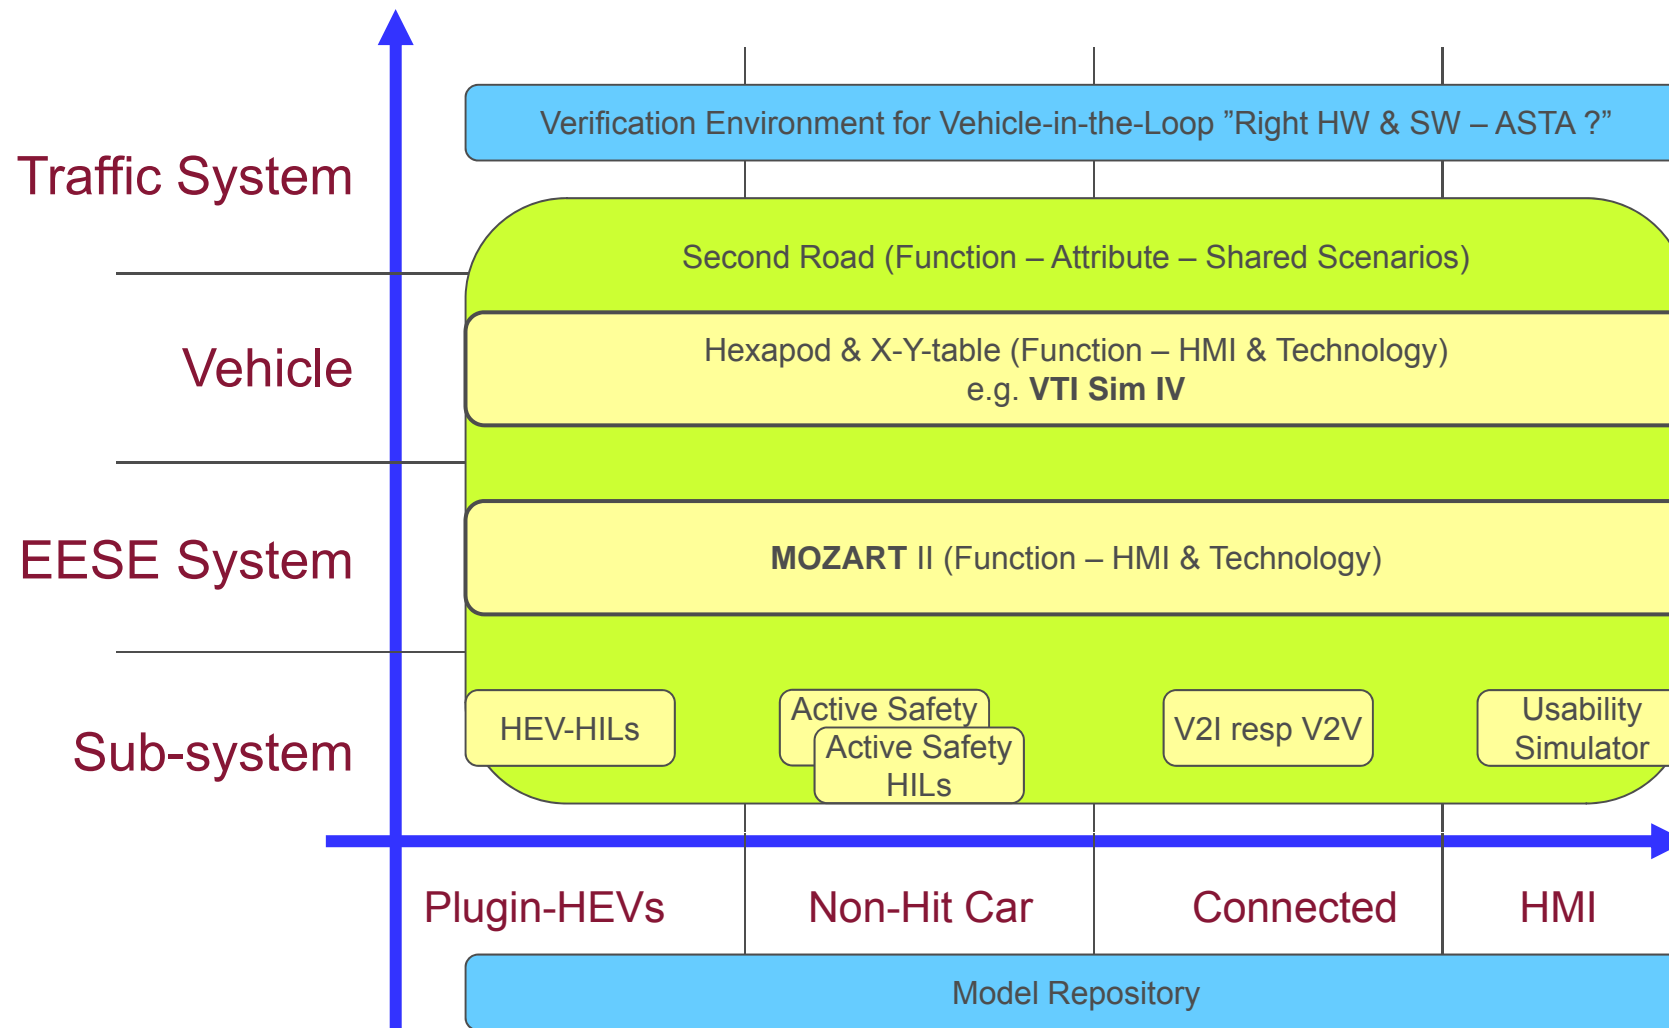 Verification Environment for Vehicle-in-the-Loop ”Right HW & SW – ASTA ?”
Traffic System
Second Road (Function – Attribute – Shared Scenarios)
Vehicle
Hexapod & X-Y-table (Function – HMI & Technology)
e.g. VTI Sim IV
EESE System
MOZART II (Function – HMI & Technology)
Sub-system
HEV-HILs
Active Safety
Active Safety
HILs
V2I resp V2V
Usability
Simulator
Plugin-HEVs
Non-Hit Car
Connected
HMI
Model Repository